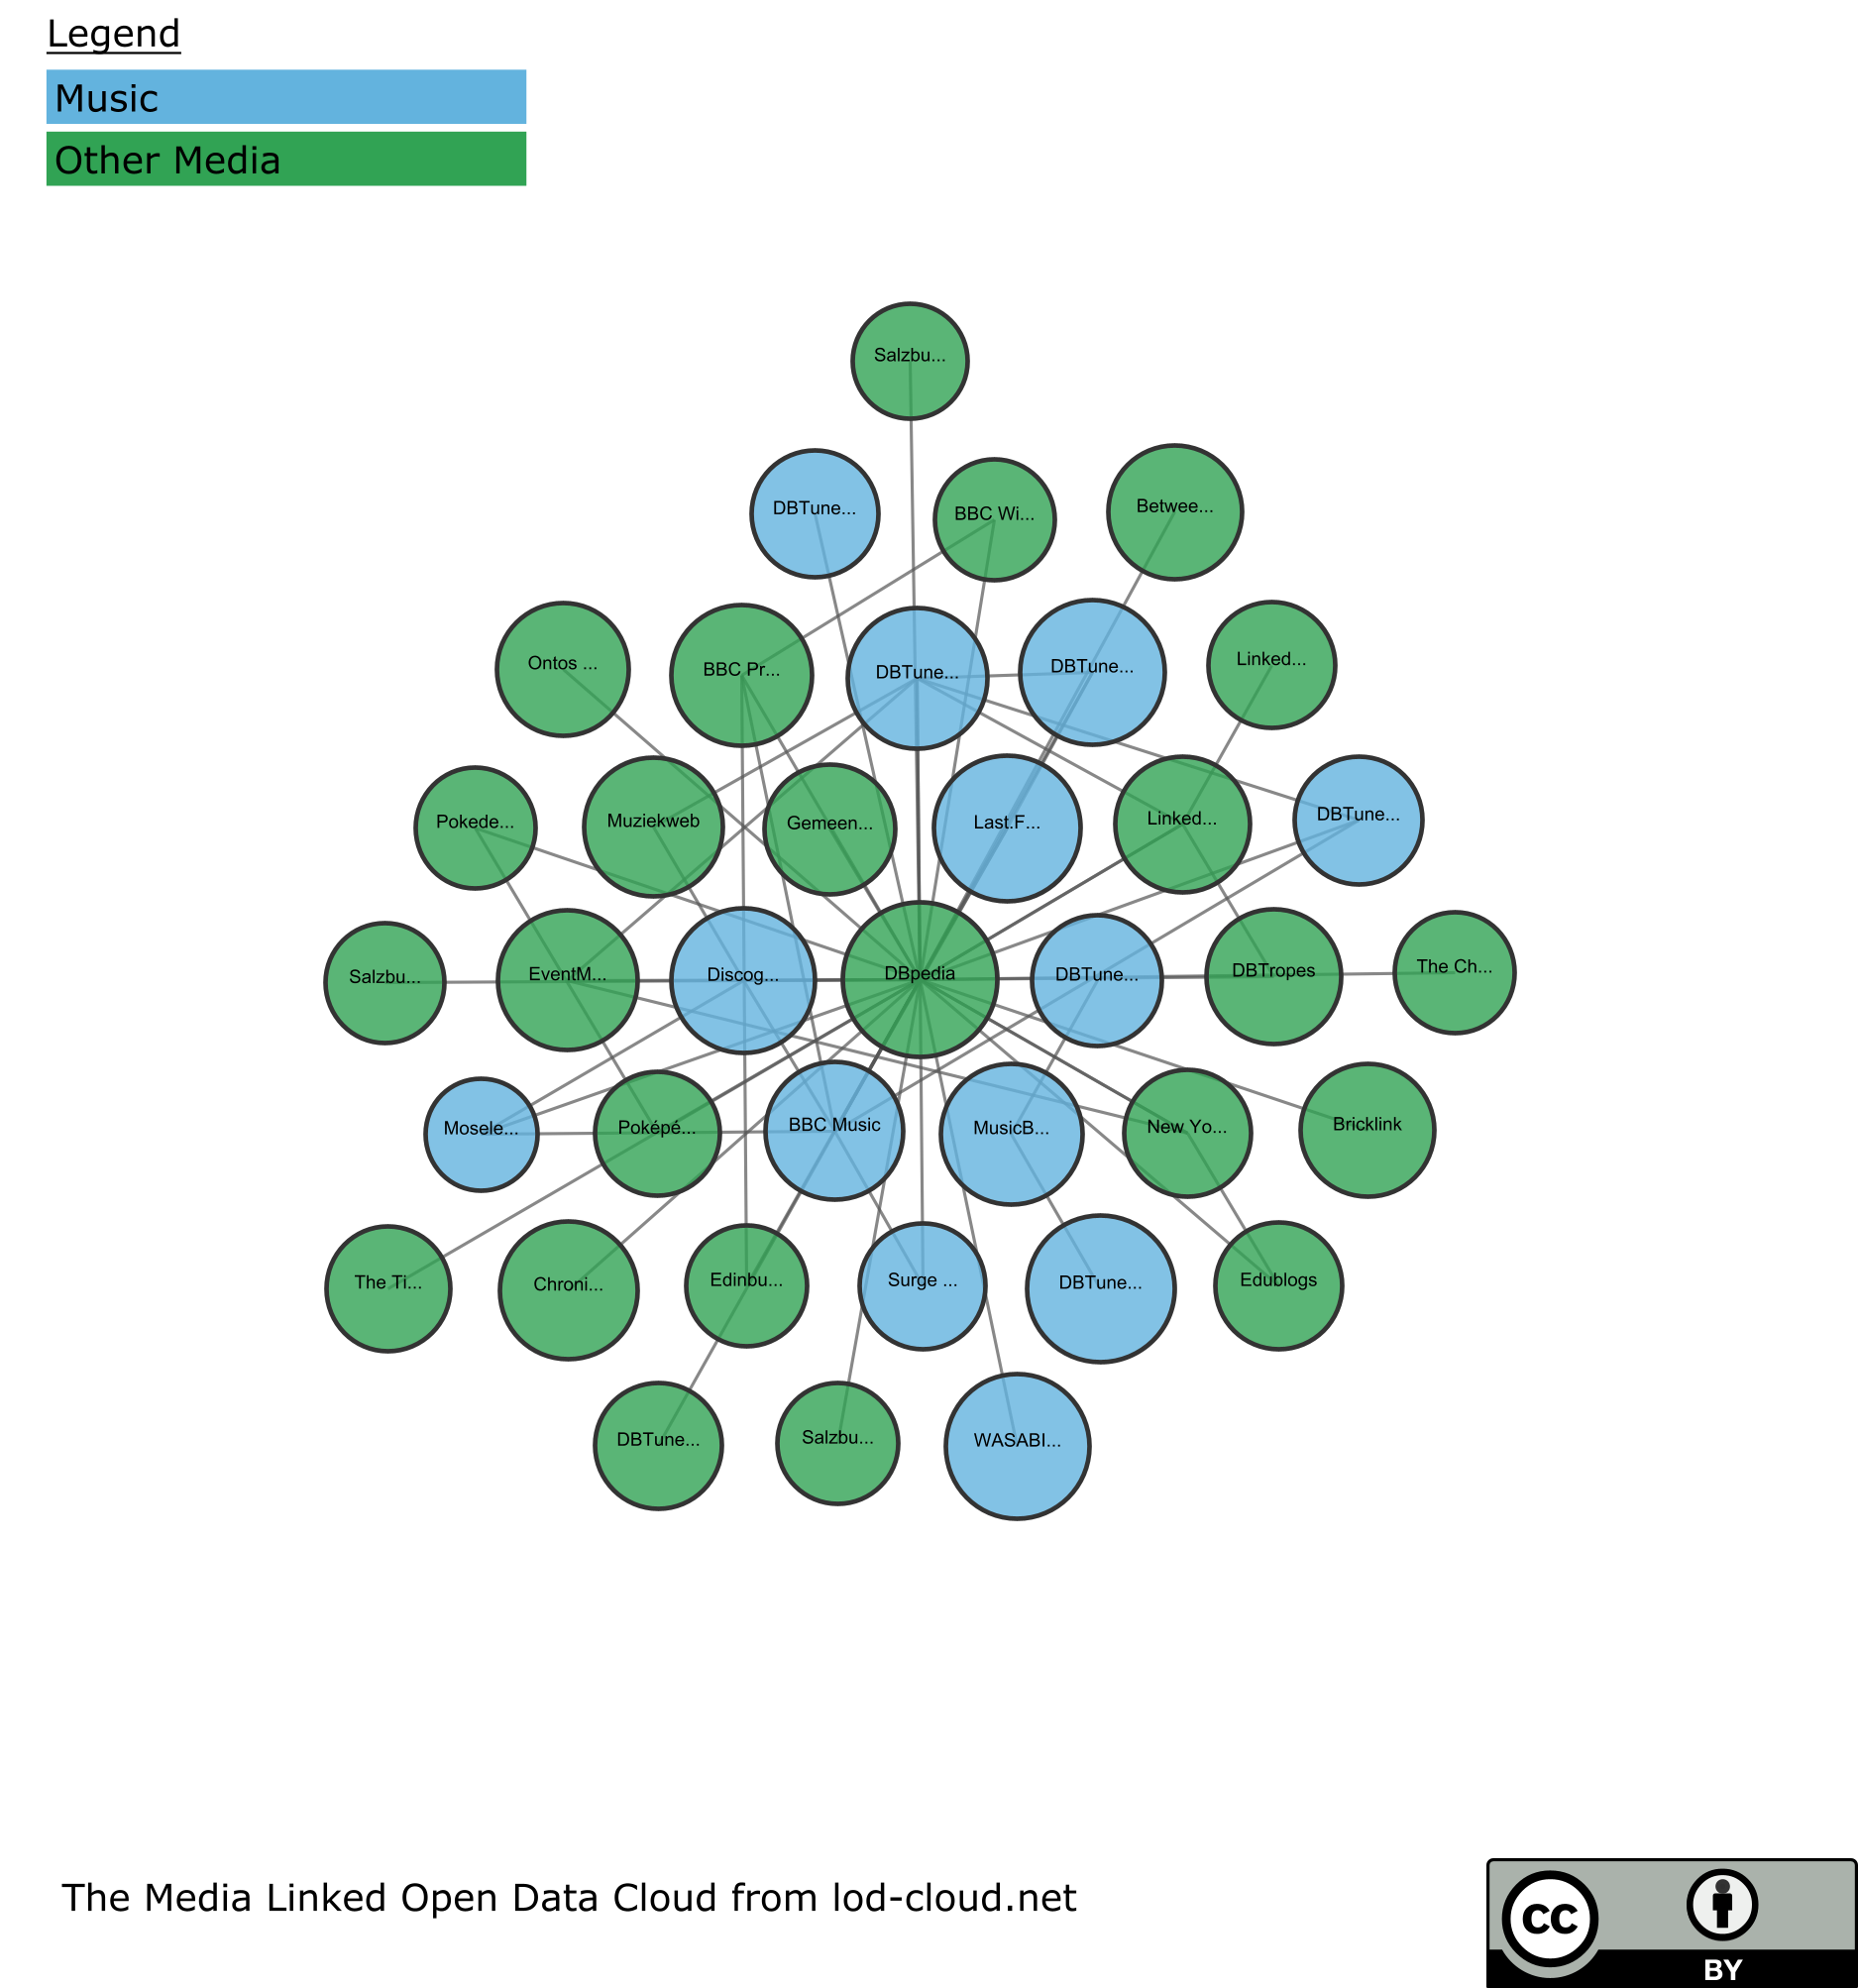 Legend
Music
Other Media
Salzbu...
DBTune...
BBC Wi...
Betwee...
Ontos ...
BBC Pr...
DBTune...
DBTune...
Linked...
Pokede...
Muziekweb
Gemeen...
Last.F...
Linked...
DBTune...
Salzbu...
EventM...
Discog...
DBpedia
DBTune...
DBTropes
The Ch...
Mosele...
Poképé...
BBC Music
MusicB...
New Yo...
Bricklink
The Ti...
Chroni...
Edinbu...
Surge ...
DBTune...
Edublogs
DBTune...
Salzbu...
WASABI...
The Media Linked Open Data Cloud from lod-cloud.net
cc
BY